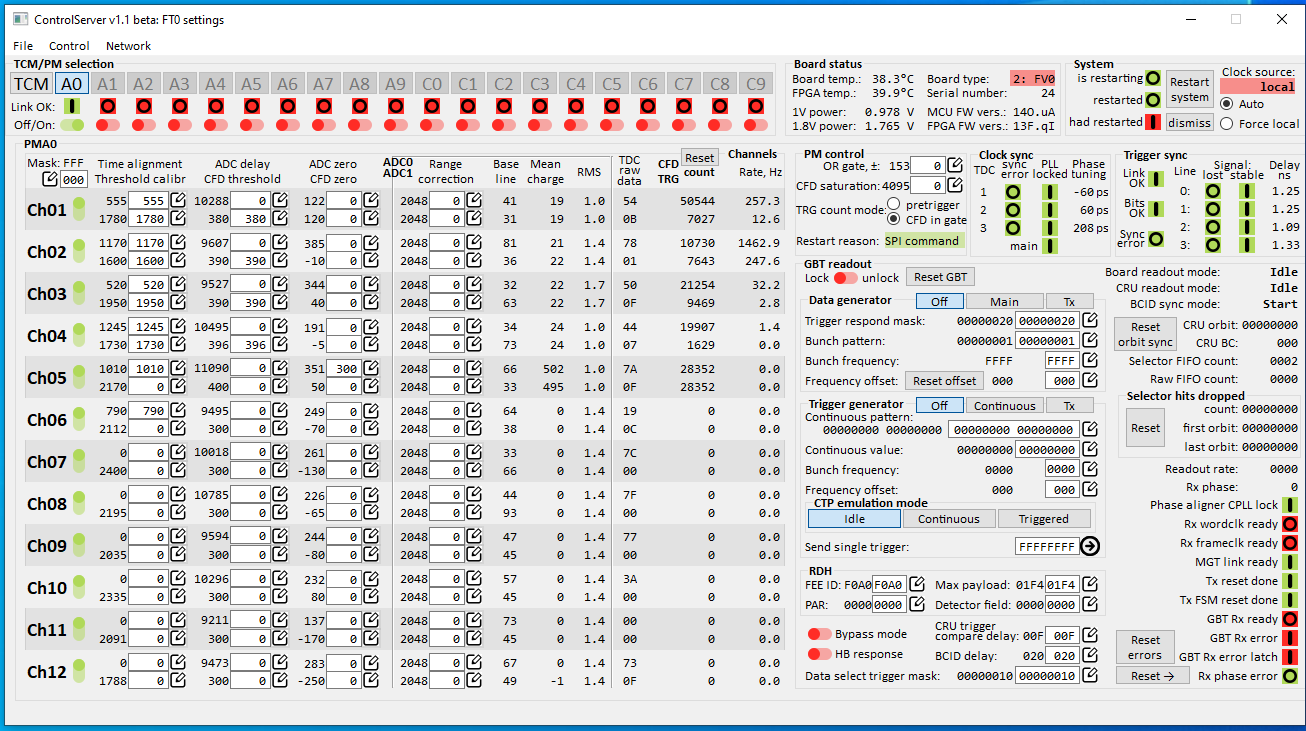 ControlServer v1.1 beta: FT0 settings
File Control Network
TCM/PM selection
TCM A0 A1 A2 A3 A4 A5 A6 A7 A8 A9 C0 C1 C2 C3 C4 C5 C6 C7 C8 C9
Link OK:
Off/On:
Board status
Board temp.: 38.3°C Board type: 2: FV0
FPGA temp.: 39.9°C Serial number: 24
1V power: 0.978 V MCU FW vers.: 14O.uA
1.8V power: 1.765 V FPGA FW vers.: 13F.qI
System
is restarting
restarted
had restarted
Restart system
dismiss
Clock source:
local
Auto
Force local
PMA0
Mask: FFF
000
Time alignment
Threshold calibr
ADC delay
CFD threshold
ADC zero
CFD zero
ADC0
ADC1
Range correction
Base line
Mean charge
RMS
TDC raw data
CFD
TRG
Reset
count
Channels
Rate, Hz
Ch01
555 555 10288 0 122 0 2048 0 41 19 1.0 54 50544 257.3
1780 1780 380 380 120 0 2048 0 31 19 1.0 0B 7027 12.6
Ch02
1170 1170 9607 0 385 0 2048 0 81 21 1.4 78 10730 1462.9
1600 1600 390 390 -10 0 2048 0 36 22 1.4 01 7643 247.6
Ch03
520 520 9527 0 344 0 2048 0 32 22 1.7 50 21254 32.2
1950 1950 390 390 40 0 2048 0 63 22 1.7 0F 9469 2.8
Ch04
1245 1245 10495 0 191 0 2048 0 34 24 1.0 44 19907 1.4
1730 1730 396 396 -5 0 2048 0 73 24 1.4 07 1629 0.0
Ch05
1010 1010 11090 0 351 300 2048 0 66 502 1.0 7A 28352 0.0
2170 0 400 0 50 0 2048 0 33 495 1.0 0F 28352 0.0
Ch06
790 790 9495 0 249 0 2048 0 64 0 1.4 19 0 0.0
2112 0 300 0 -70 0 2048 0 38 0 1.4 0C 0 0.0
Ch07
0 0 10018 0 261 0 2048 0 33 0 1.4 7C 0 0.0
2400 0 300 0 -130 0 2048 0 66 0 1.4 00 0 0.0
Ch08
0 0 10785 0 226 0 2048 0 44 0 1.4 7F 0 0.0
2195 0 300 0 -65 0 2048 0 93 0 1.4 00 0 0.0
Ch09
0 0 9594 0 244 0 2048 0 47 0 1.4 77 0 0.0
2035 0 300 0 -80 0 2048 0 45 0 1.4 00 0 0.0
Ch10
0 0 10296 0 232 0 2048 0 57 0 1.4 3A 0 0.0
2335 0 300 0 80 0 2048 0 45 0 1.4 00 0 0.0
Ch11
0 0 9211 0 137 0 2048 0 73 0 1.4 00 0 0.0
2091 0 300 0 -170 0 2048 0 45 0 1.4 00 0 0.0
Ch12
0 0 9473 0 283 0 2048 0 67 0 1.4 73 0 0.0
1788 0 300 0 -250 0 2048 0 49 -1 1.4 0F 0 0.0
PM control
OR gate, ±: 153 0
CFD saturation: 4095 0
TRG count mode: pretrigger
CFD in gate
Restart reason: SPI command
Clock sync
TDC sync error PLL locked Phase tuning
1 -60 ps
2 60 ps
3 208 ps
main
Trigger sync
Link OK
Bits OK
Sync error
Line Signal: lost stable Delay ns
0: 1.25
1: 1.25
2: 1.09
3: 1.33
GBT readout
Lock unlock Reset GBT
Data generator Off Main Tx
Trigger respond mask: 00000020 00000020
Bunch pattern: 00000001 00000001
Bunch frequency: FFFF FFFF
Frequency offset: Reset offset 000 000
Trigger generator Off Continuous Tx
Continuous pattern:
00000000 00000000 00000000 00000000
Continuous value: 00000000 00000000
Bunch frequency: 0000 0000
Frequency offset: 000 000
CTP emulation mode
Idle Continuous Triggered
Send single trigger: FFFFFFFF
RDH
FEE ID: F0A0 F0A0 Max payload: 01F4 01F4
PAR: 0000 0000 Detector field: 0000 0000
Bypass mode
HB response
CRU trigger
compare delay: 00F 00F
BCID delay: 020 020
Data select trigger mask: 00000010 00000010
Board readout mode: Idle
CRU readout mode: Idle
BCID sync mode: Start
Reset orbit sync
CRU orbit: 00000000
CRU BC: 000
Selector FIFO count: 0002
Raw FIFO count: 0000
Selector hits dropped
Reset
count: 00000000
first orbit: 00000000
last orbit: 00000000
Readout rate: 0000
Rx phase: 0
Phase aligner CPLL lock
Rx wordclk ready
Rx frameclk ready
MGT link ready
Tx reset done
Tx FSM reset done
GBT Rx ready
Reset errors
GBT Rx error
GBT Rx error latch
Reset → Rx phase error